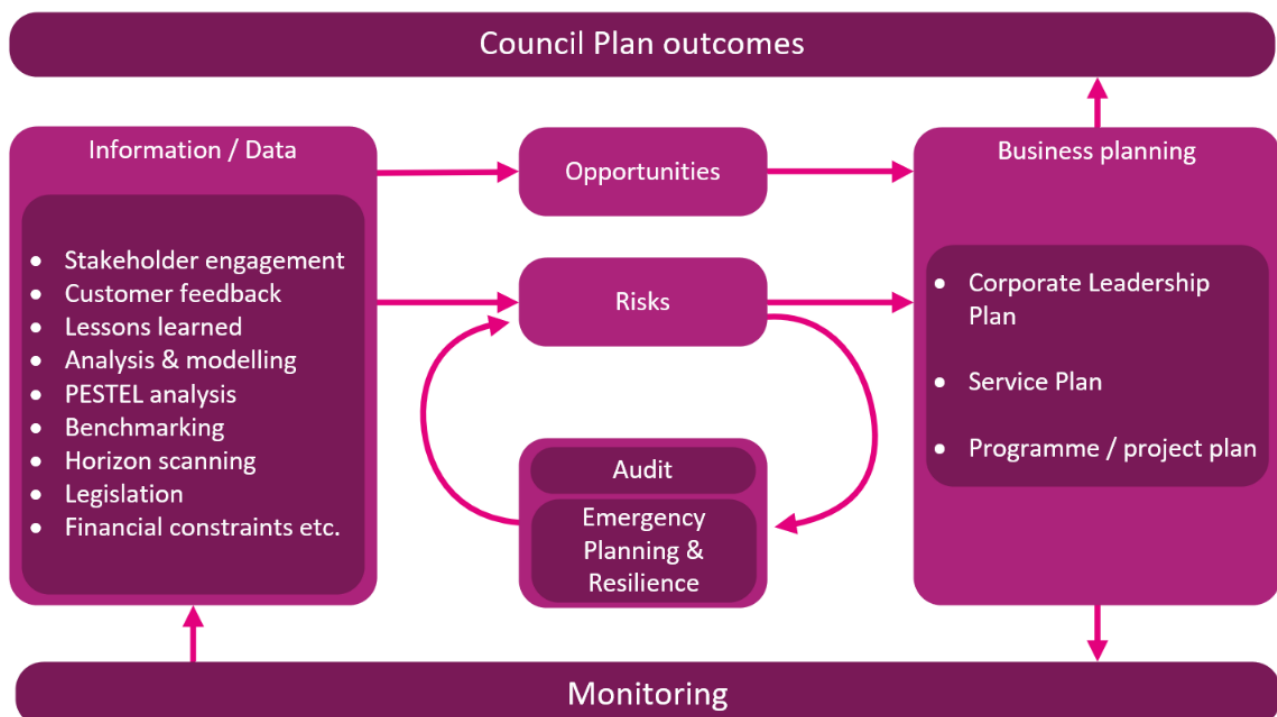 Council Plan outcomes
Information / Data
• Stakeholder engagement
• Customer feedback
• Lessons learned
• Analysis & modelling
• PESTEL analysis
• Benchmarking
• Horizon scanning
• Legislation
• Financial constraints etc.
Opportunities
Risks
Audit
Emergency
Planning &
Resilience
Business planning
• Corporate Leadership
Plan
• Service Plan
• Programme / project plan
Monitoring